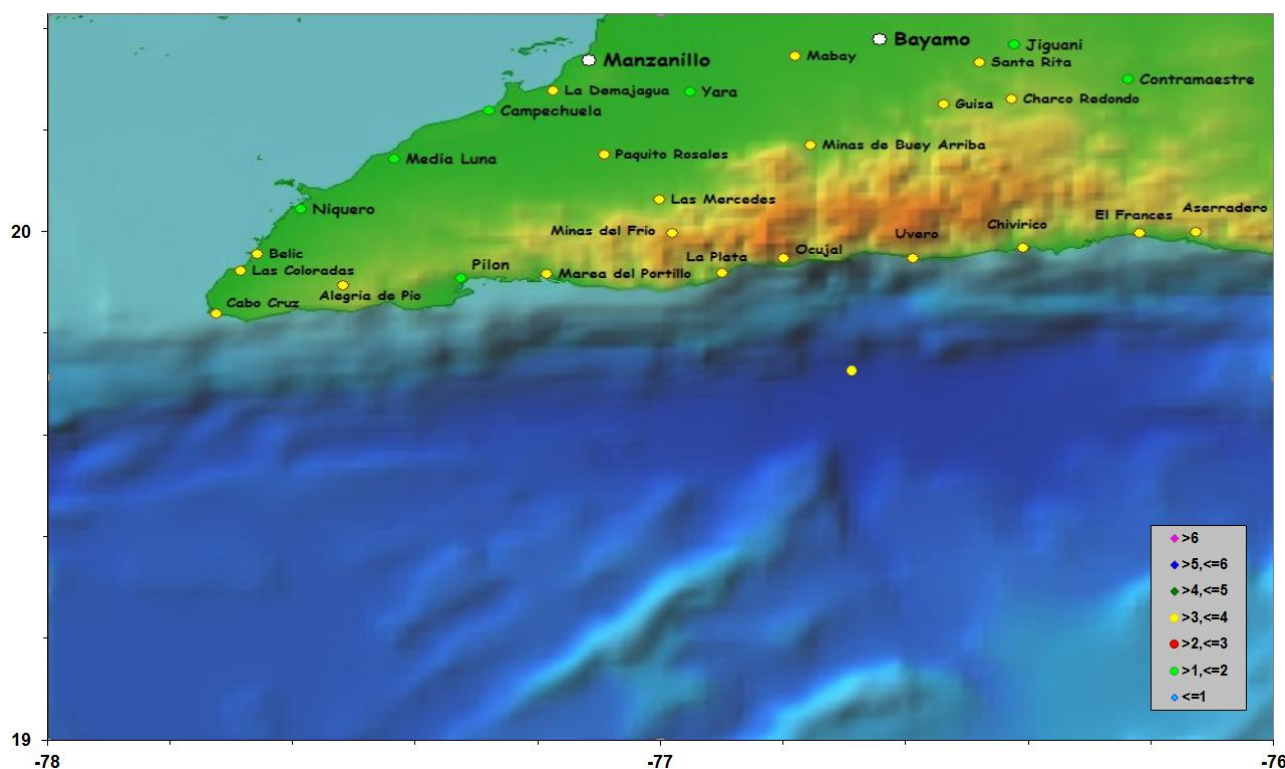 Bayamo
Jiguani
Manzanillo
Mabay
Santa Rita
Contramaestre
La Demajagua
Yara
Guisa
Charco Redondo
Campechuela
Minas de Buey Arriba
Media Luna
Paquito Rosales
Las Mercedes
Niquero
Aserradero
El Frances
Chivirico
20
Minas del Frio
Uvero
Belic
Ocujal
La Plata
Pilon
Las Coloradas
Marea del Portillo
Alegria de Pio
Cabo Cruz
>6
>5,<=6
>4,<=5
>3,<=4
>2,<=3
>1,<=2
<=1
19
-78
-77
-76